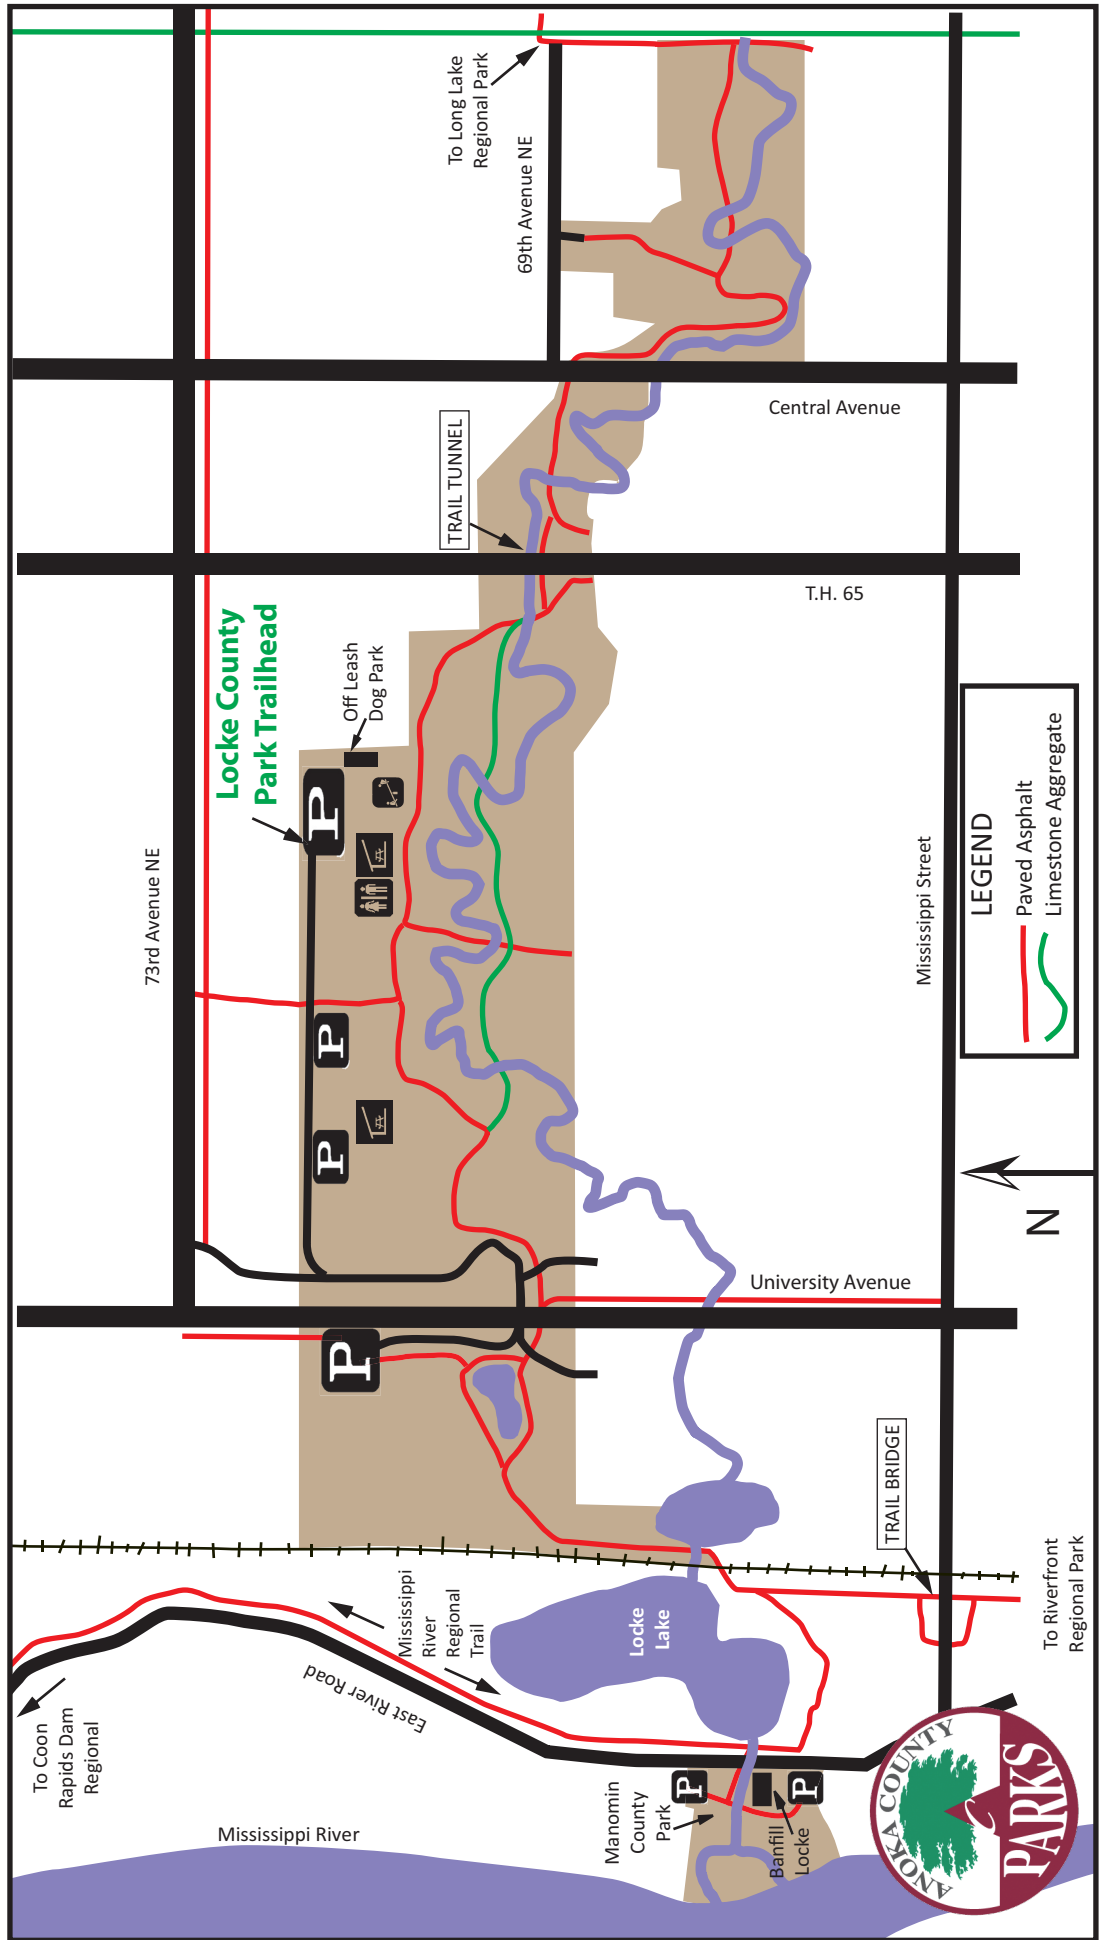 To Long Lake
Regional Park
69th Avenue NE
Central Avenue
TRAIL TUNNEL
T.H. 65
Locke County
Park Trailhead
Off Leash
Dog Park
P
73rd Avenue NE
P
P
Mississippi Street
LEGEND
Paved Asphalt
Limestone Aggregate
N
University Avenue
P
TRAIL BRIDGE
To Riverfront
Regional Park
Mississippi
River
Regional
Trail
Locke
Lake
East River Road
To Coon
Rapids Dam
Regional
Mississippi River
Manomin
County
Park
P
P
Banfill
Locke
ANOKA COUNTY
PARKS